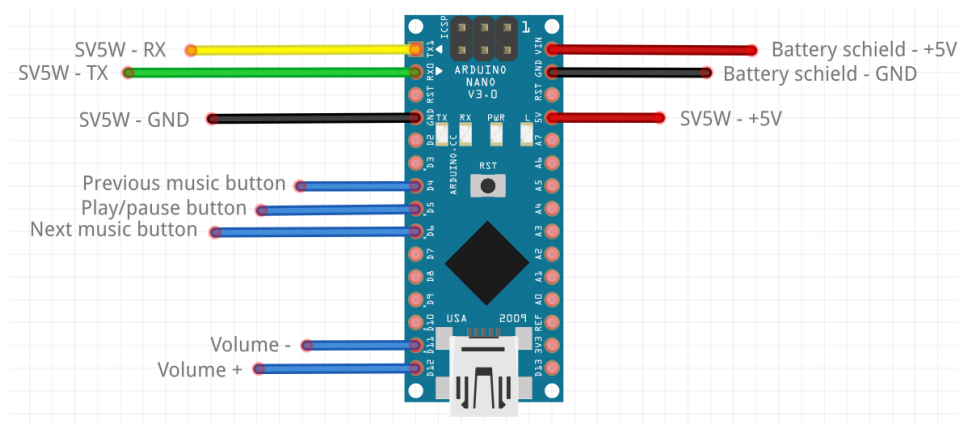 SV5W - RX
SV5W - TX
SV5W - GND
Previous music button
Play/pause button
Next music button
Volume -
Volume +
ICSP
1
TX1
RX0
RST
GND
D2
D3
D4
D5
D6
D7
D8
D9
D10
D11
D12
ARDUINO
NANO
V3.0
TX RX PWR L
ARDUINO.CC
RST
USA 2009
VIN
GND
RST
5V
A7
A6
A5
A4
A3
A2
A1
A0
REF
3V3
D13
Battery schield - +5V
Battery schield - GND
SV5W - +5V